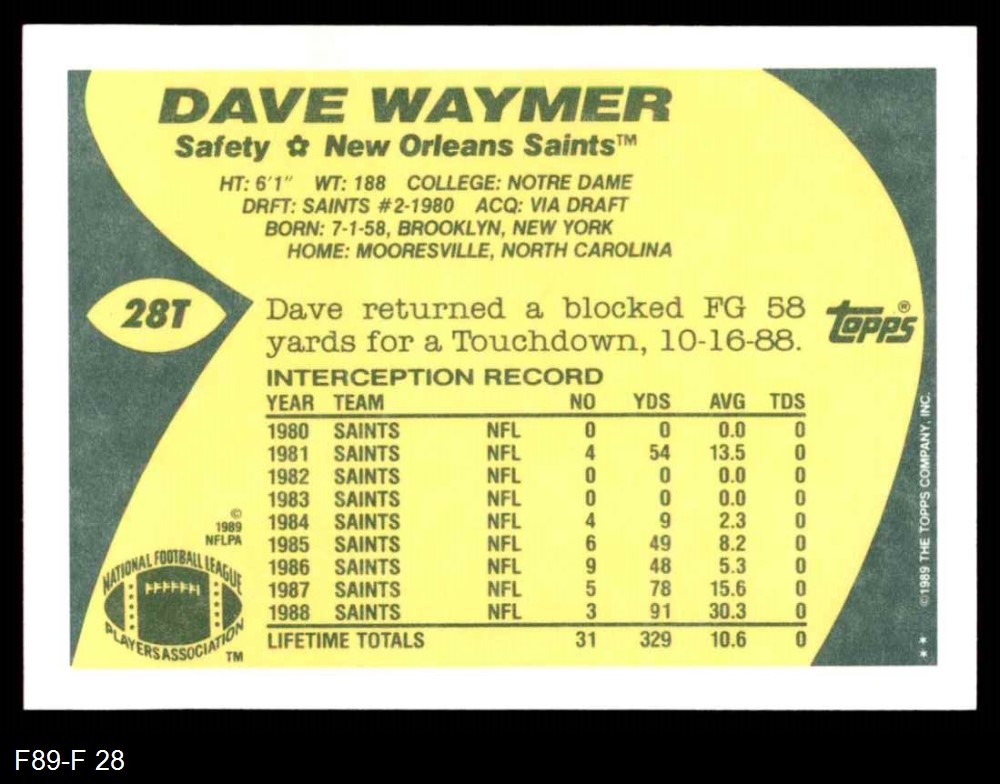 DAVE WAYMER
Safety ✿ New Orleans Saints™
HT: 6'1" WT: 188 COLLEGE: NOTRE DAME
DRFT: SAINTS #2-1980 ACQ: VIA DRAFT
BORN: 7-1-58, BROOKLYN, NEW YORK
HOME: MOORESVILLE, NORTH CAROLINA
28T
Dave returned a blocked FG 58
yards for a Touchdown, 10-16-88.
topps®
INTERCEPTION RECORD
YEAR TEAM NO YDS AVG TDS
1980 SAINTS NFL 0 0 0.0 0
1981 SAINTS NFL 4 54 13.5 0
1982 SAINTS NFL 0 0 0.0 0
1983 SAINTS NFL 0 0 0.0 0
1984 SAINTS NFL 4 9 2.3 0
1985 SAINTS NFL 6 49 8.2 0
1986 SAINTS NFL 9 48 5.3 0
1987 SAINTS NFL 5 78 15.6 0
1988 SAINTS NFL 3 91 30.3 0
LIFETIME TOTALS 31 329 10.6 0
©
1989
NFLPA
NATIONAL FOOTBALL LEAGUE
PLAYERS ASSOCIATION
TM
©1989 THE TOPPS COMPANY, INC.
* *
F89-F 28